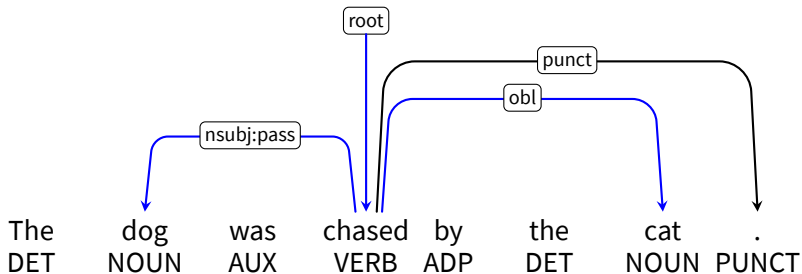 root
punct
obl
nsubj:pass
The dog was chased by the cat .
DET NOUN AUX VERB ADP DET NOUN PUNCT